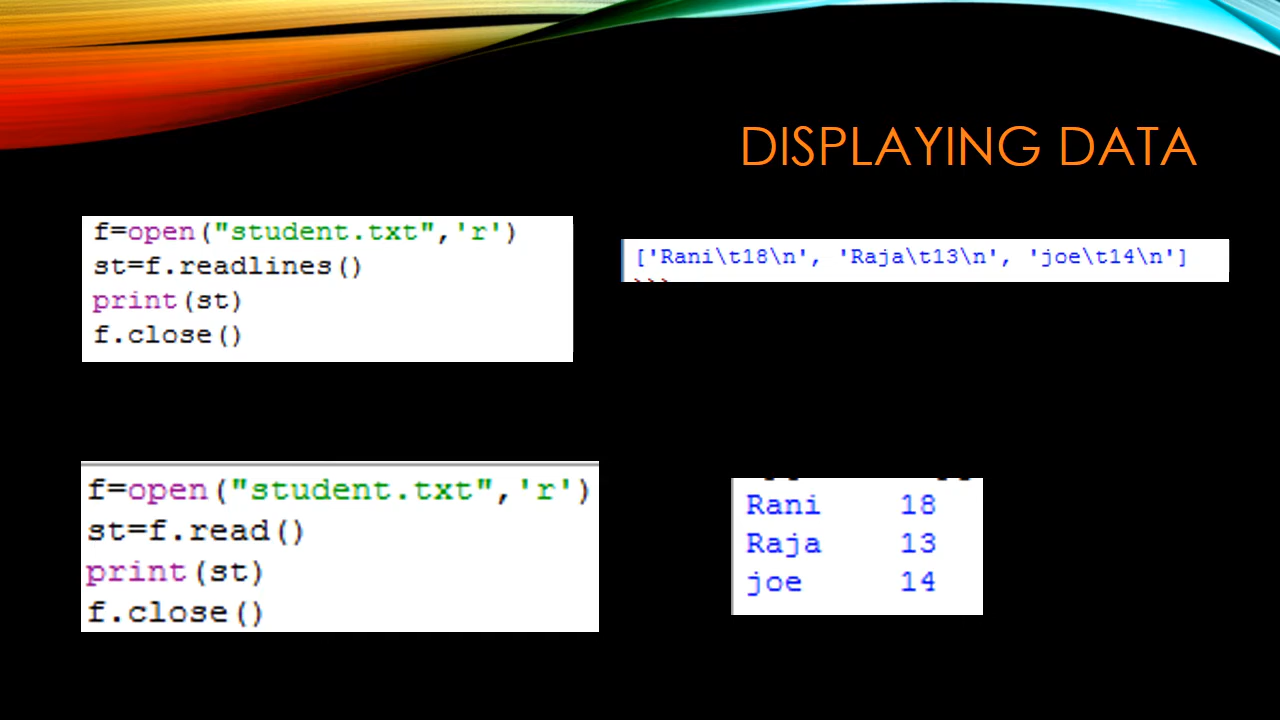 DISPLAYING DATA
f=open("student.txt",'r')
st=f.readlines()
print(st)
f.close()
['Rani\t18\n', 'Raja\t13\n', 'joe\t14\n']
>>>
f=open("student.txt",'r')
st=f.read()
print(st)
f.close()
Rani 18
Raja 13
joe 14